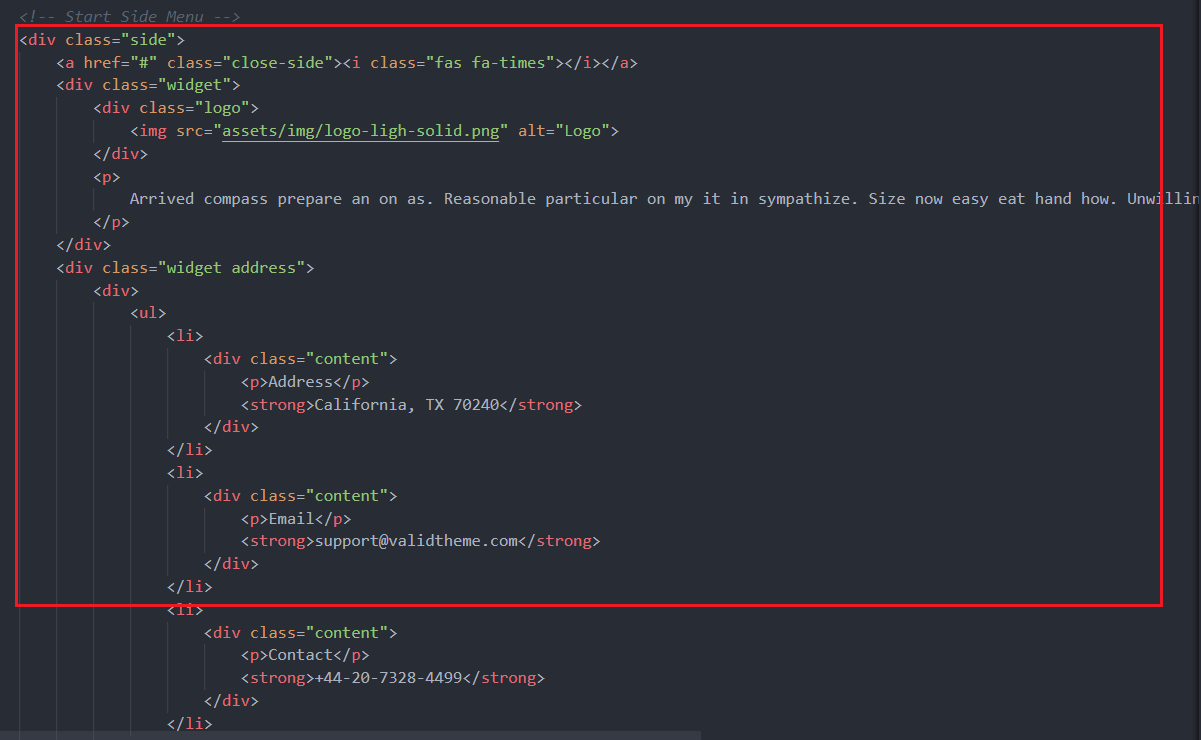 <!-- Start Side Menu -->
<div class="side">
    <a href="#" class="close-side"><i class="fas fa-times"></i></a>
    <div class="widget">
        <div class="logo">
            <img src="assets/img/logo-ligh-solid.png" alt="Logo">
        </div>
        <p>
            Arrived compass prepare an on as. Reasonable particular on my it in sympathize. Size now easy eat hand how. Unwillin
        </p>
    </div>
    <div class="widget address">
        <div>
            <ul>
                <li>
                    <div class="content">
                        <p>Address</p>
                        <strong>California, TX 70240</strong>
                    </div>
                </li>
                <li>
                    <div class="content">
                        <p>Email</p>
                        <strong>support@validtheme.com</strong>
                    </div>
                </li>
                <li>
                    <div class="content">
                        <p>Contact</p>
                        <strong>+44-20-7328-4499</strong>
                    </div>
                </li>